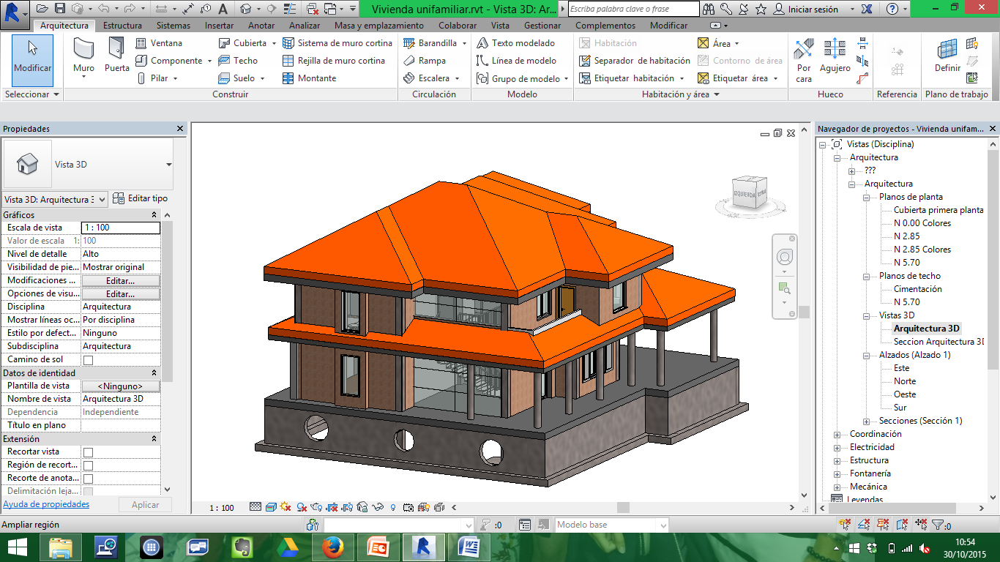 Vivienda unifamiliar.rvt - Vista 3D: Ar...
Escriba palabra clave o frase
Iniciar sesión
Arquitectura Estructura Sistemas Insertar Anotar Analizar Masa y emplazamiento Colaborar Vista Gestionar Complementos Modificar
Modificar
Muro
Puerta
Ventana
Componente
Pilar
Cubierta
Techo
Suelo
Sistema de muro cortina
Rejilla de muro cortina
Montante
Barandilla
Rampa
Escalera
Texto modelado
Línea de modelo
Grupo de modelo
Habitación
Separador de habitación
Etiquetar habitación
Área
Contorno de área
Etiquetar área
Por cara
Agujero
Definir
Seleccionar Construir Circulación Modelo Habitación y área Hueco Referencia Plano de trabajo
Propiedades
Vista 3D
Vista 3D: Arquitectura 3
Editar tipo
Gráficos
Escala de vista 1 : 100
Valor de escala 1: 100
Nivel de detalle Alto
Visibilidad de pie... Mostrar original
Modificaciones ... Editar...
Opciones de visu... Editar...
Disciplina Arquitectura
Mostrar líneas oc... Por disciplina
Estilo por defect... Ninguno
Subdisciplina Arquitectura
Camino de sol
Datos de identidad
Plantilla de vista <Ninguno>
Nombre de vista Arquitectura 3D
Dependencia Independiente
Título en plano
Extensión
Recortar vista
Región de recort...
Recorte de anota...
Delimitación leja...
Ayuda de propiedades
Aplicar
IZQUIERDA
1 : 100
Navegador de proyectos - Vivienda unifam...
Vistas (Disciplina)
Arquitectura
???
Arquitectura
Planos de planta
Cubierta primera planta
N 0.00 Colores
N 2.85
N 2.85 Colores
N 5.70
Planos de techo
Cimentación
N 5.70
Vistas 3D
Arquitectura 3D
Seccion Arquitectura 3D
Alzados (Alzado 1)
Este
Norte
Oeste
Sur
Secciones (Sección 1)
Coordinación
Electricidad
Estructura
Fontanería
Mecánica
Leyendas
Ampliar región
:0
Modelo base
:0
10:54
30/10/2015